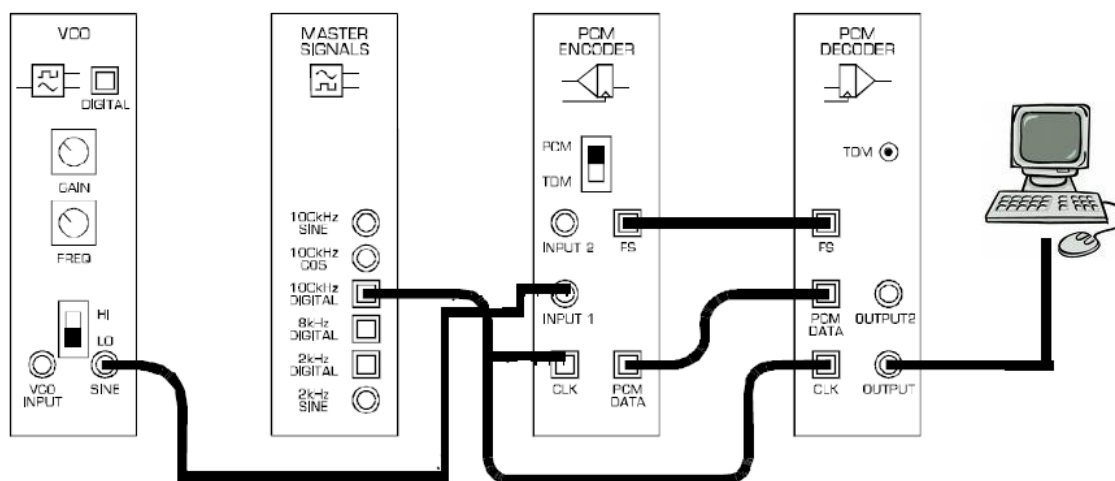 VCO
DIGITAL
GAIN
FREQ
HI
LO
VCO
INPUT
SINE
MASTER
SIGNALS
100kHz
SINE
100kHz
COS
100kHz
DIGITAL
8kHz
DIGITAL
2kHz
DIGITAL
2kHz
SINE
PCM
ENCODER
PCM
TDM
INPUT 2
FS
INPUT 1
CLK
PCM
DATA
PCM
DECODER
TDM
FS
PCM
DATA
OUTPUT2
CLK
OUTPUT